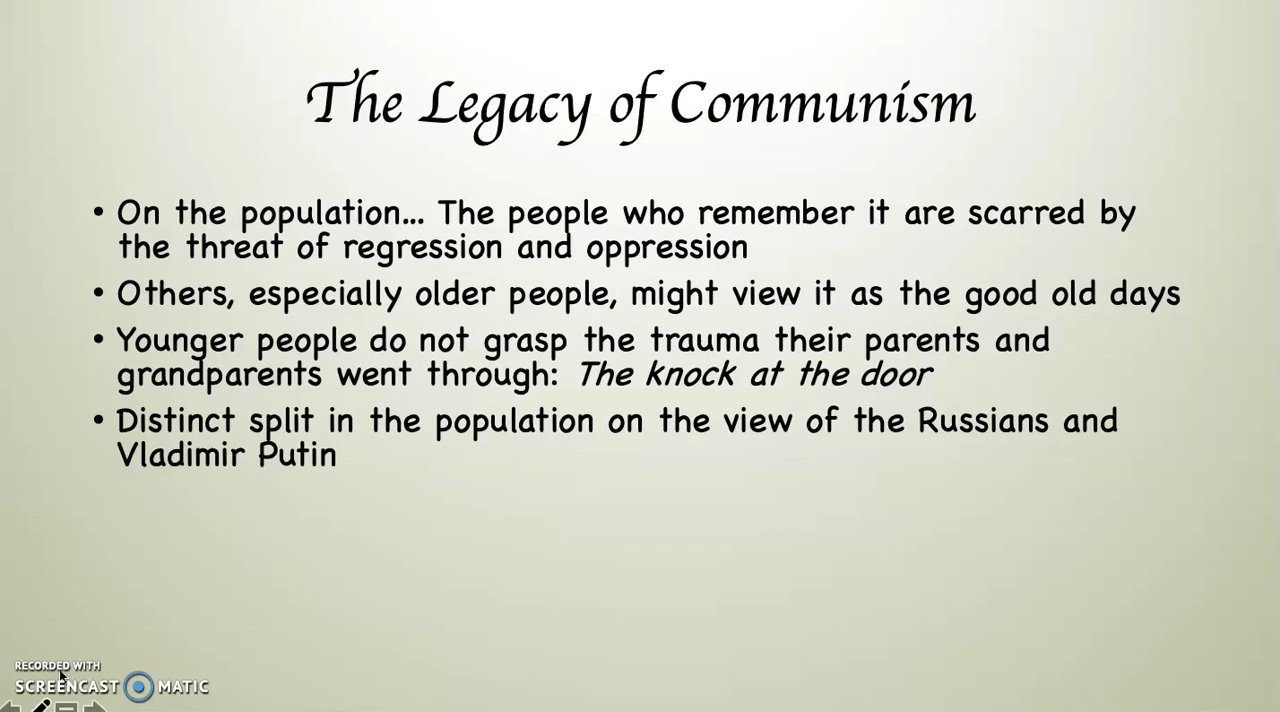 The Legacy of Communism
• On the population... The people who remember it are scarred by
the threat of regression and oppression
• Others, especially older people, might view it as the good old days
• Younger people do not grasp the trauma their parents and
grandparents went through: The knock at the door
• Distinct split in the population on the view of the Russians and
Vladimir Putin
RECORDED WITH
SCREENCAST MATIC